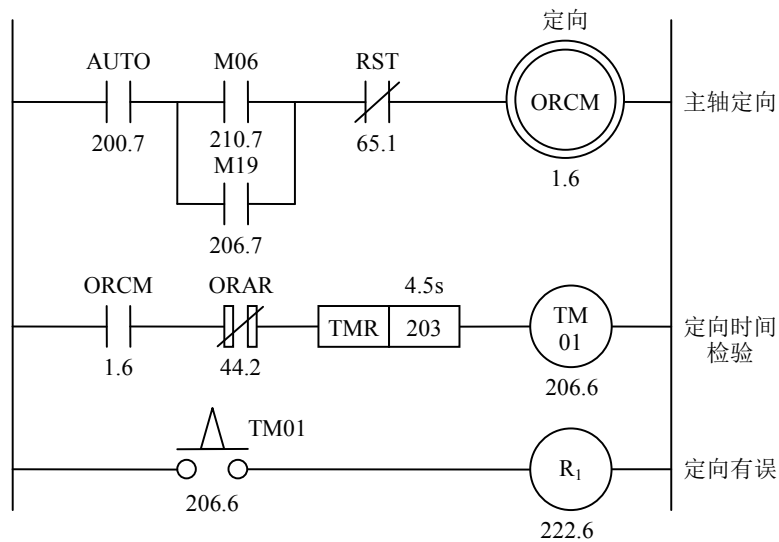 定向
AUTO
M06
RST
ORCM
主轴定向
200.7
210.7
65.1
M19
1.6
206.7
ORCM
ORAR
4.5s
TMR
203
TM
01
定向时间
检验
1.6
44.2
206.6
TM01
R₁
定向有误
206.6
222.6